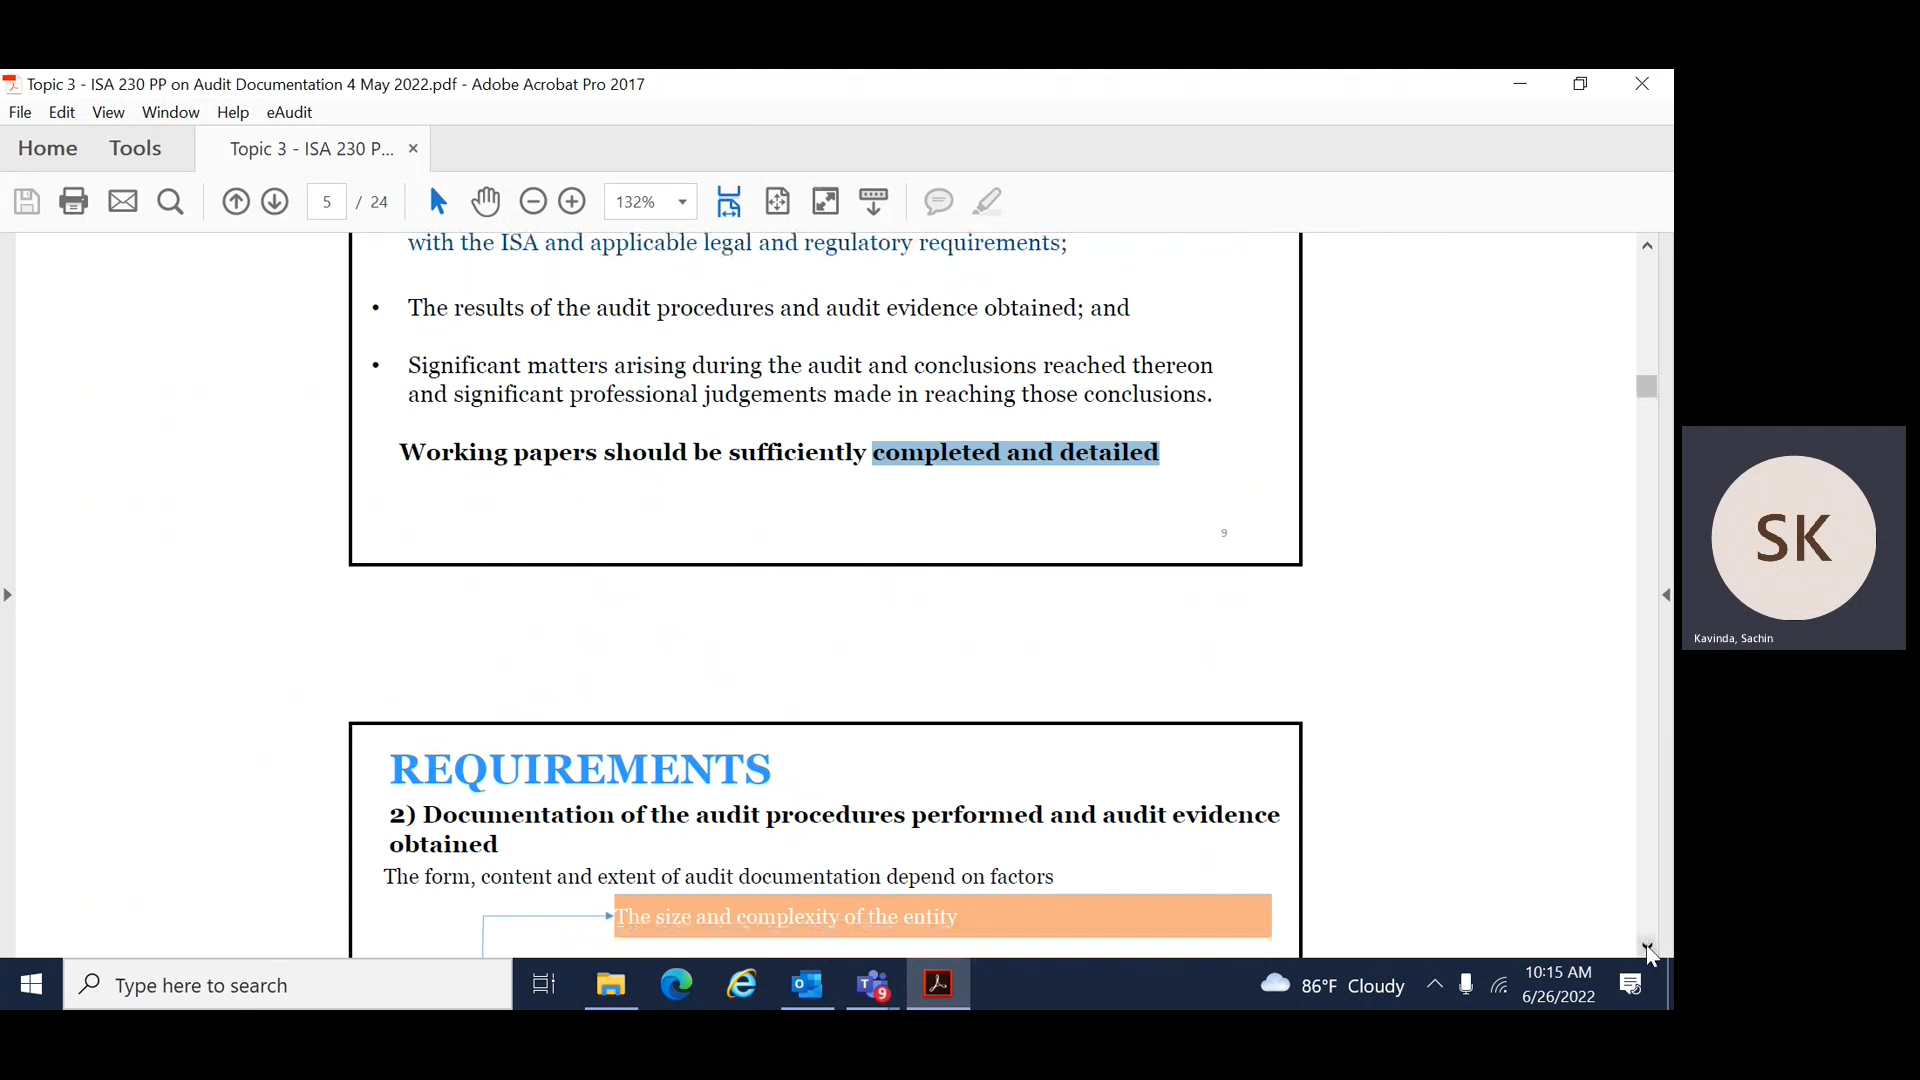 Topic 3 - ISA 230 PP on Audit Documentation 4 May 2022.pdf - Adobe Acrobat Pro 2017
File Edit View Window Help eAudit
Home Tools Topic 3 - ISA 230 P... ×
5 / 24 132%
with the ISA and applicable legal and regulatory requirements;
• The results of the audit procedures and audit evidence obtained; and
• Significant matters arising during the audit and conclusions reached thereon
and significant professional judgements made in reaching those conclusions.
Working papers should be sufficiently completed and detailed
9
SK
Kavinda, Sachin
REQUIREMENTS
2) Documentation of the audit procedures performed and audit evidence
obtained
The form, content and extent of audit documentation depend on factors
The size and complexity of the entity
Type here to search
9
86°F Cloudy
10:15 AM
6/26/2022